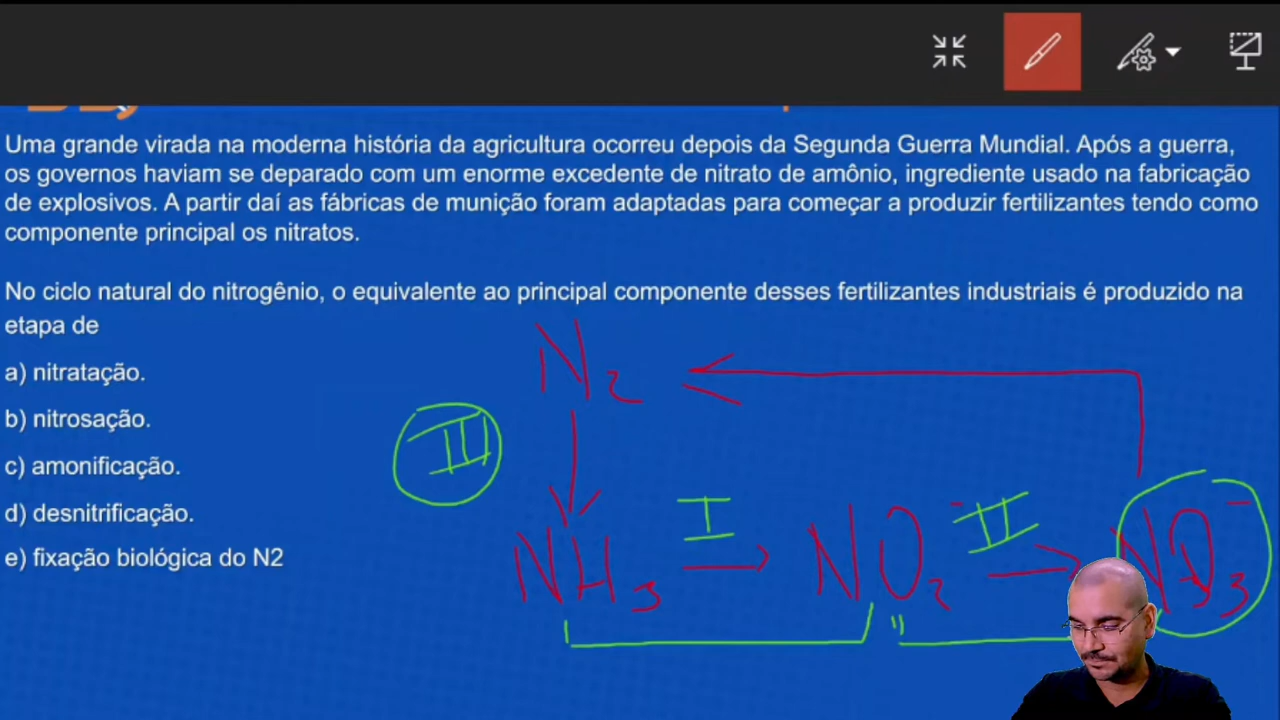 Uma grande virada na moderna história da agricultura ocorreu depois da Segunda Guerra Mundial. Após a guerra,
os governos haviam se deparado com um enorme excedente de nitrato de amônio, ingrediente usado na fabricação
de explosivos. A partir daí as fábricas de munição foram adaptadas para começar a produzir fertilizantes tendo como
componente principal os nitratos.
No ciclo natural do nitrogênio, o equivalente ao principal componente desses fertilizantes industriais é produzido na
etapa de
a) nitratação.
b) nitrosação.
c) amonificação.
d) desnitrificação.
e) fixação biológica do N2
N2
III
I
II
NH3 → NO2⁻ → NO3⁻